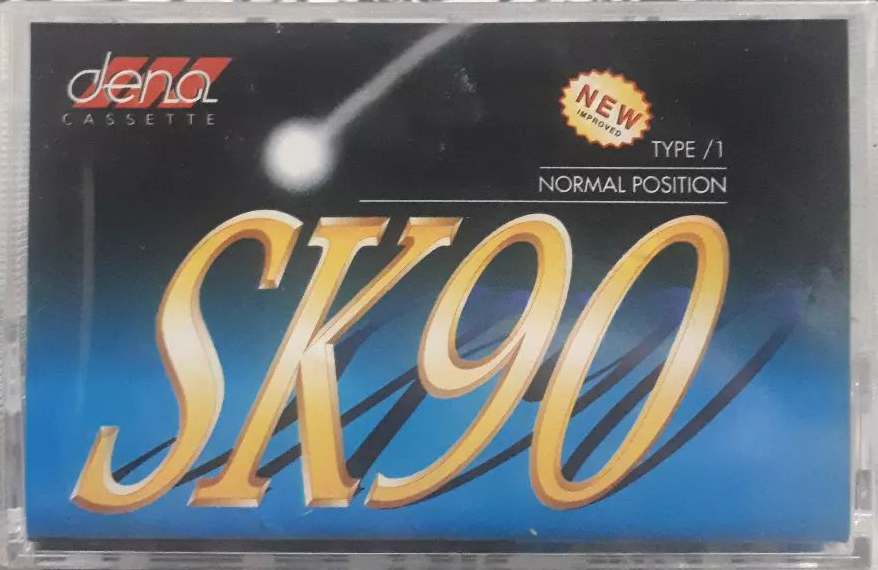 dena
CASSETTE
NEW
IMPROVED
TYPE /1
NORMAL POSITION
SK90